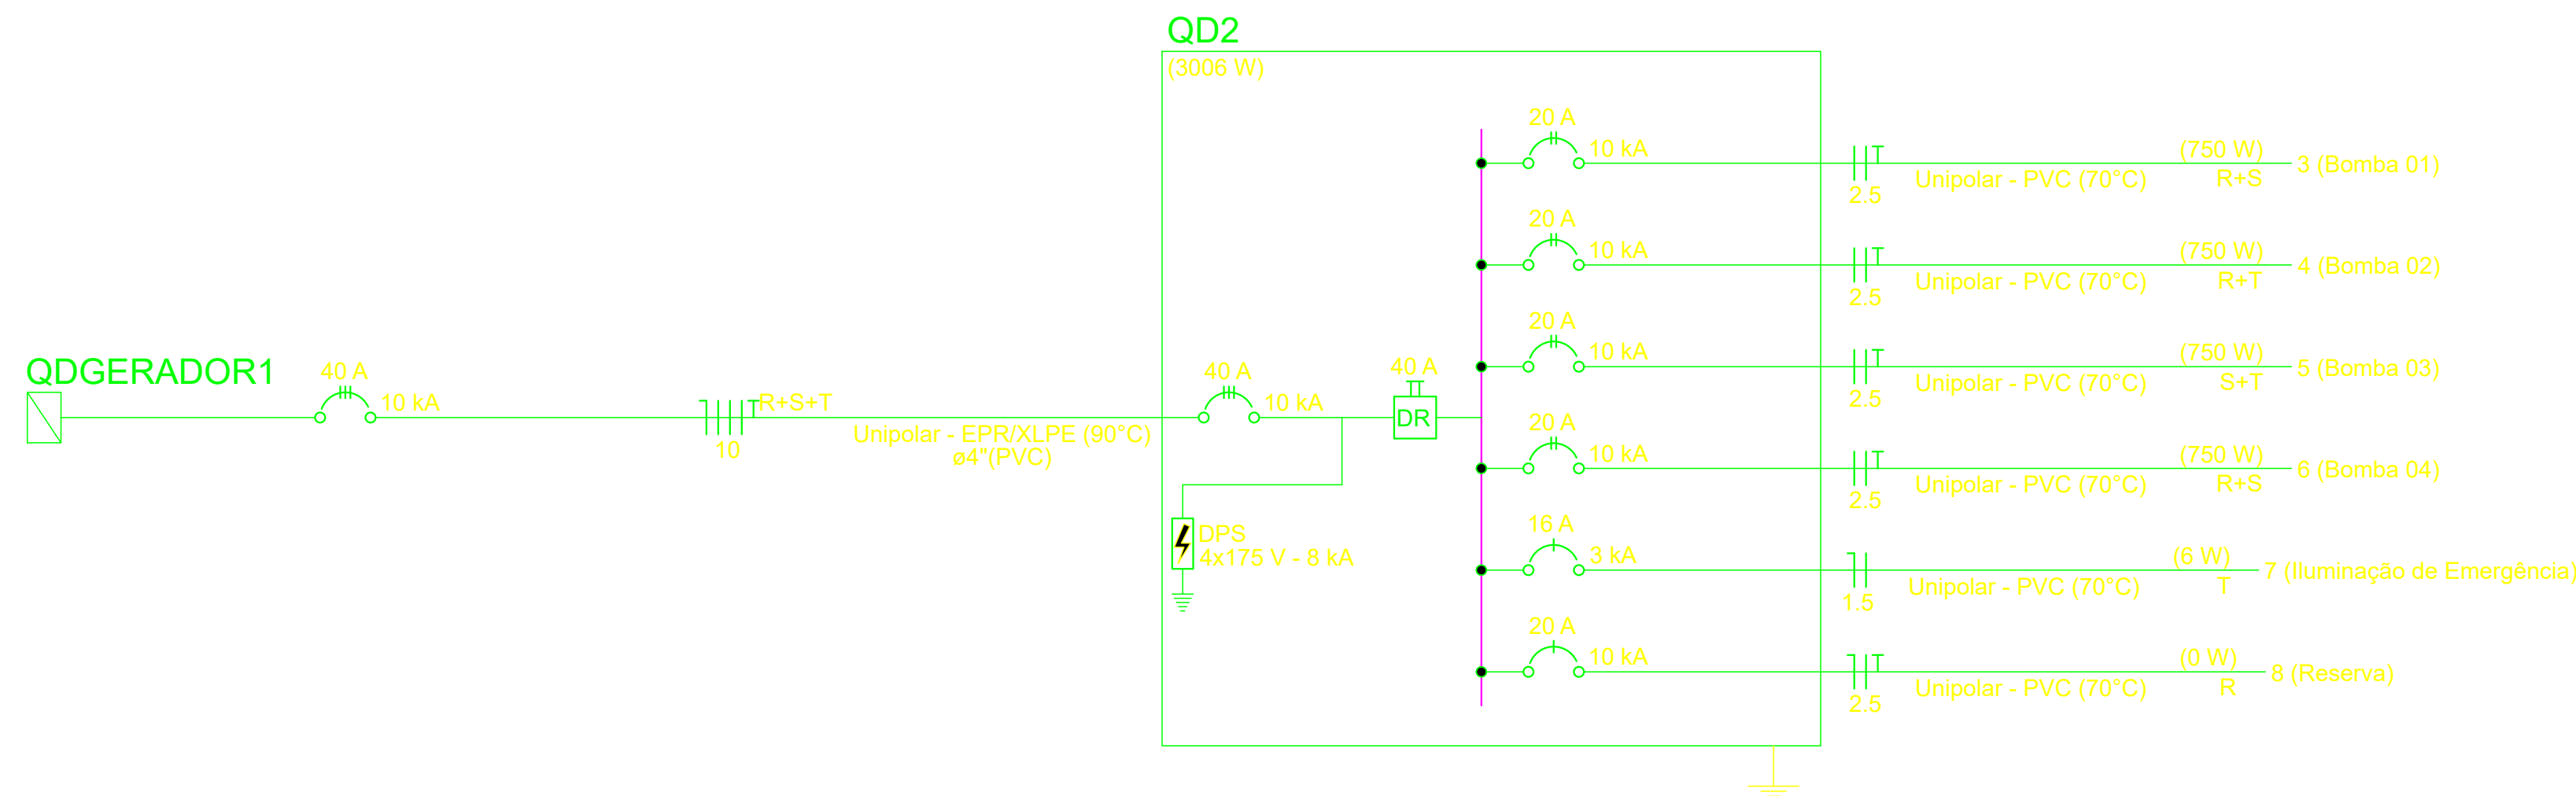 QD2
(3006 W)
20 A
10 kA
(750 W)
3 (Bomba 01)
2.5
Unipolar - PVC (70°C)
R+S
20 A
10 kA
(750 W)
4 (Bomba 02)
2.5
Unipolar - PVC (70°C)
R+T
20 A
10 kA
(750 W)
5 (Bomba 03)
2.5
Unipolar - PVC (70°C)
S+T
QDGERADOR1
40 A
10 kA
R+S+T
10
Unipolar - EPR/XLPE (90°C)
ø4"(PVC)
40 A
10 kA
40 A
DR
20 A
10 kA
(750 W)
6 (Bomba 04)
2.5
Unipolar - PVC (70°C)
R+S
DPS
4x175 V - 8 kA
16 A
3 kA
(6 W)
7 (Iluminação de Emergência)
1.5
Unipolar - PVC (70°C)
T
20 A
10 kA
(0 W)
8 (Reserva)
2.5
Unipolar - PVC (70°C)
R